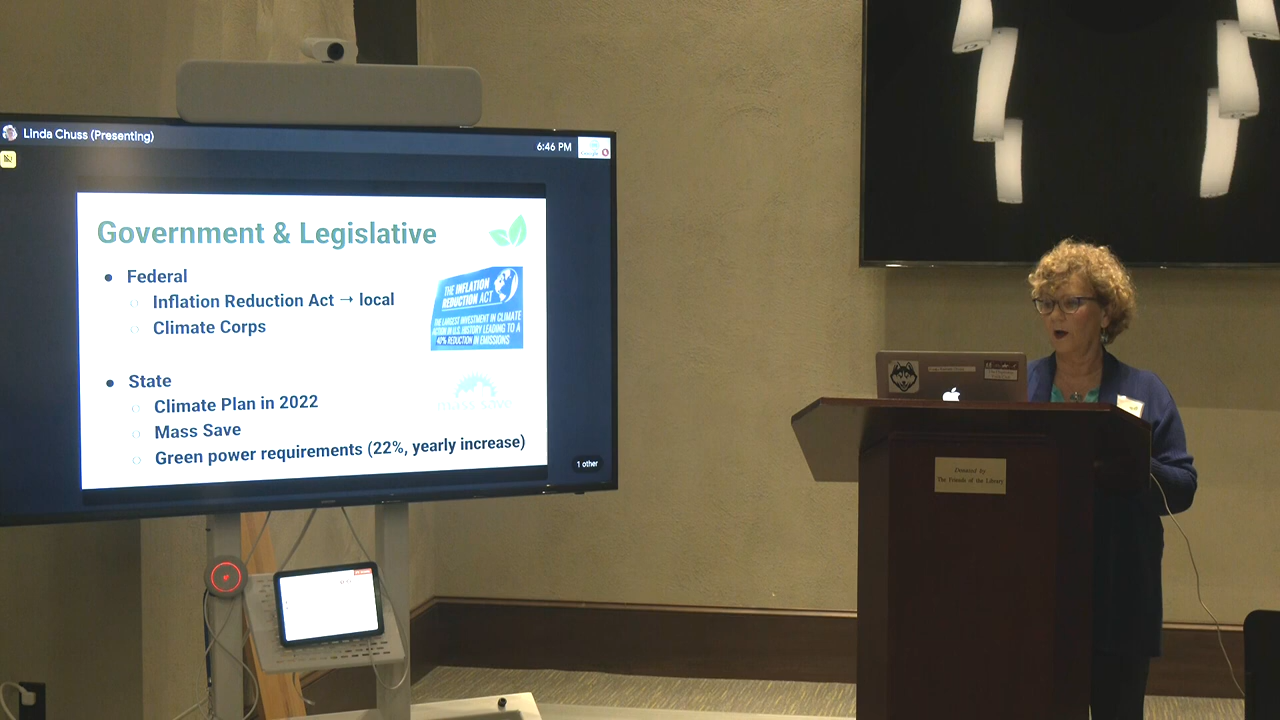 Linda Chuss (Presenting)
6:46 PM
Government & Legislative
Federal
Inflation Reduction Act → local
Climate Corps
THE INFLATION
REDUCTION ACT
THE LARGEST INVESTMENT IN CLIMATE
ACTION IN U.S. HISTORY LEADING TO A
40% REDUCTION IN EMISSIONS
State
mass save
Climate Plan in 2022
Mass Save
Green power requirements (22%, yearly increase)
1 other
Donated by
The Friends of the Library